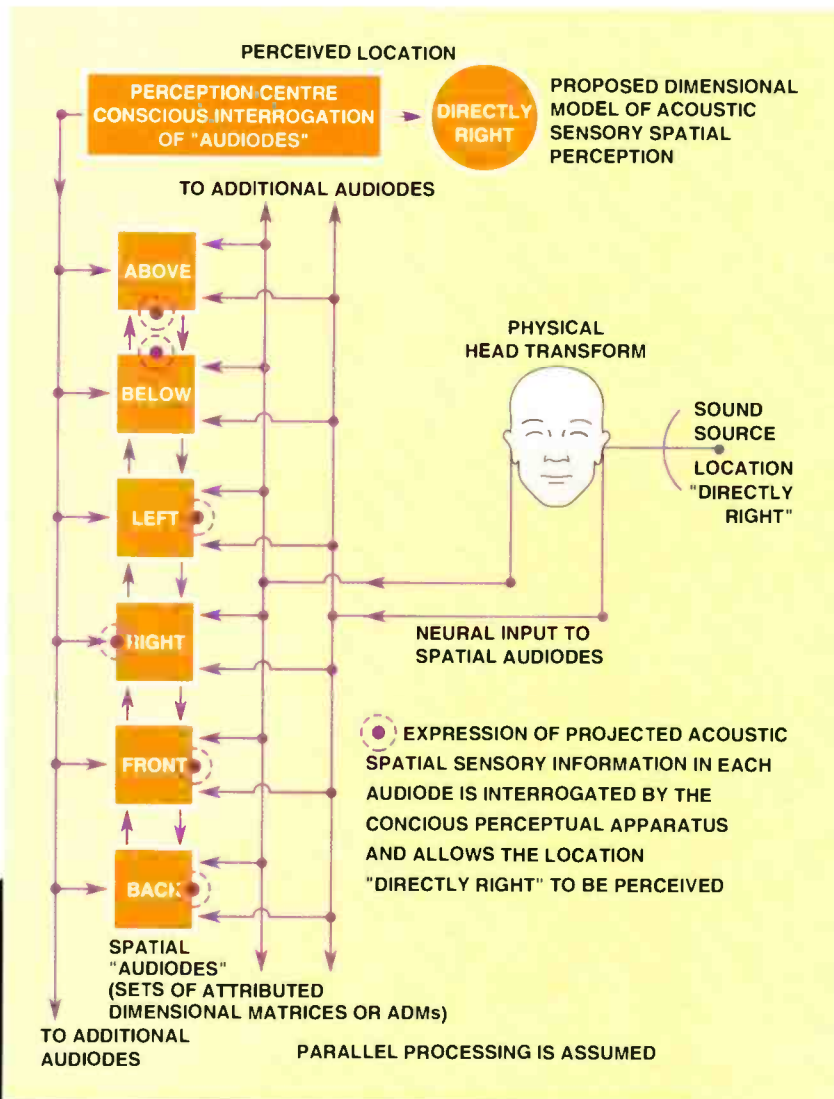 PERCEIVED LOCATION
PERCEPTION CENTRE
CONSCIOUS INTERROGATION
OF "AUDIODES"
DIRECTLY
RIGHT
PROPOSED DIMENSIONAL
MODEL OF ACOUSTIC
SENSORY SPATIAL
PERCEPTION
TO ADDITIONAL AUDIODES
ABOVE
BELOW
LEFT
RIGHT
FRONT
BACK
PHYSICAL
HEAD TRANSFORM
SOUND
SOURCE
LOCATION
"DIRECTLY
RIGHT"
NEURAL INPUT TO
SPATIAL AUDIODES
EXPRESSION OF PROJECTED ACOUSTIC
SPATIAL SENSORY INFORMATION IN EACH
AUDIODE IS INTERROGATED BY THE
CONCIOUS PERCEPTUAL APPARATUS
AND ALLOWS THE LOCATION
"DIRECTLY RIGHT" TO BE PERCEIVED
SPATIAL
"AUDIODES"
(SETS OF ATTRIBUTED
DIMENSIONAL MATRICES OR ADMs)
TO ADDITIONAL
AUDIODES
PARALLEL PROCESSING IS ASSUMED